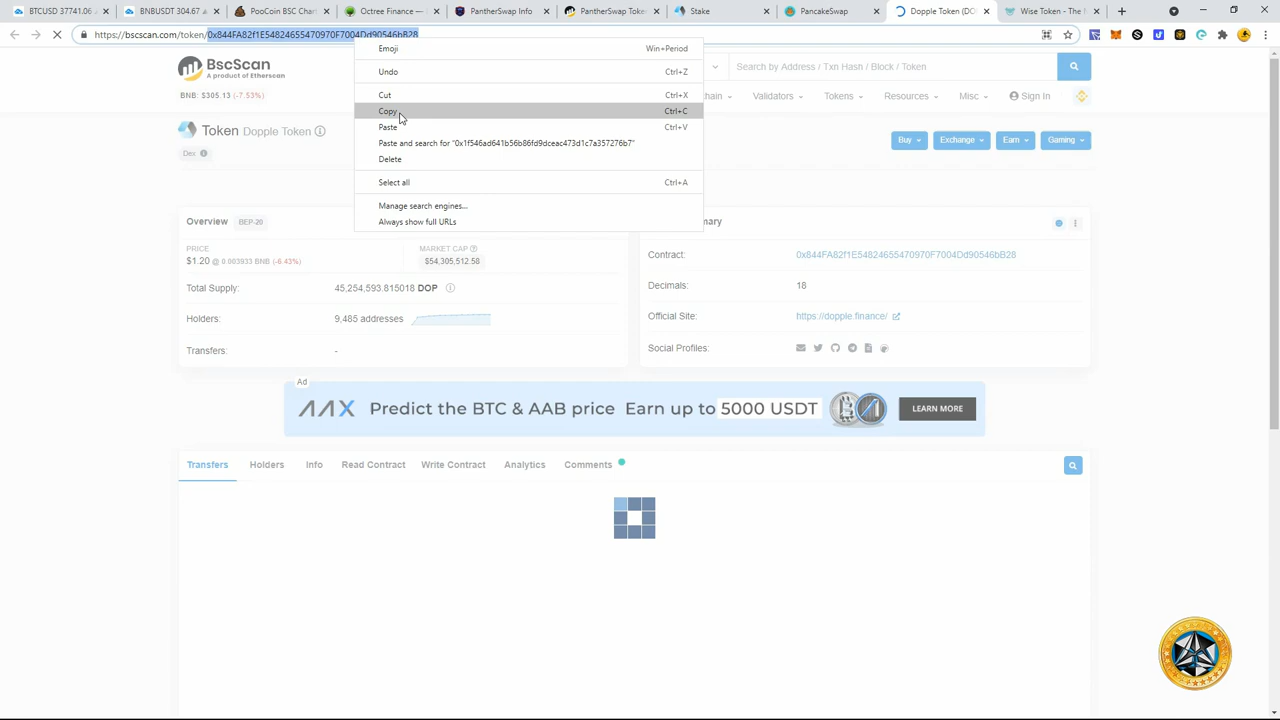 BTCUSD 37741.06
BNBUSDT 304.67
PooCoin BSC Chan
Octree Finance –
PantherSwap Info
PantherSwap Token
Stake
PancakeSwap
Dopple Token (DO
Wise Token - The
https://bscscan.com/token/0x844FA82f1E54824655470970F7004Dd90546bB28
Emoji Win+Period
Undo Ctrl+Z
Cut Ctrl+X
Copy Ctrl+C
Paste Ctrl+V
Paste and search for "0x1f546ad641b56b86fd9dceac473d1c7a357276b7"
Delete
Select all Ctrl+A
Manage search engines...
Always show full URLs
BscScan
A product of Etherscan
BNB: $305.13 (-7.53%)
Search by Address / Txn Hash / Block / Token
chain Validators Tokens Resources Misc Sign In
Token Dopple Token
Dex
Buy Exchange Earn Gaming
Overview BEP-20
PRICE
$1.20 @ 0.003933 BNB (-6.43%)
MARKET CAP
$54,305,512.58
Total Supply: 45,254,593.815018 DOP
Holders: 9,485 addresses
Transfers: -
mmary
Contract: 0x844FA82f1E54824655470970F7004Dd90546bB28
Decimals: 18
Official Site: https://dopple.finance/
Social Profiles:
Ad
AAX Predict the BTC & AAB price Earn up to 5000 USDT LEARN MORE
Transfers Holders Info Read Contract Write Contract Analytics Comments